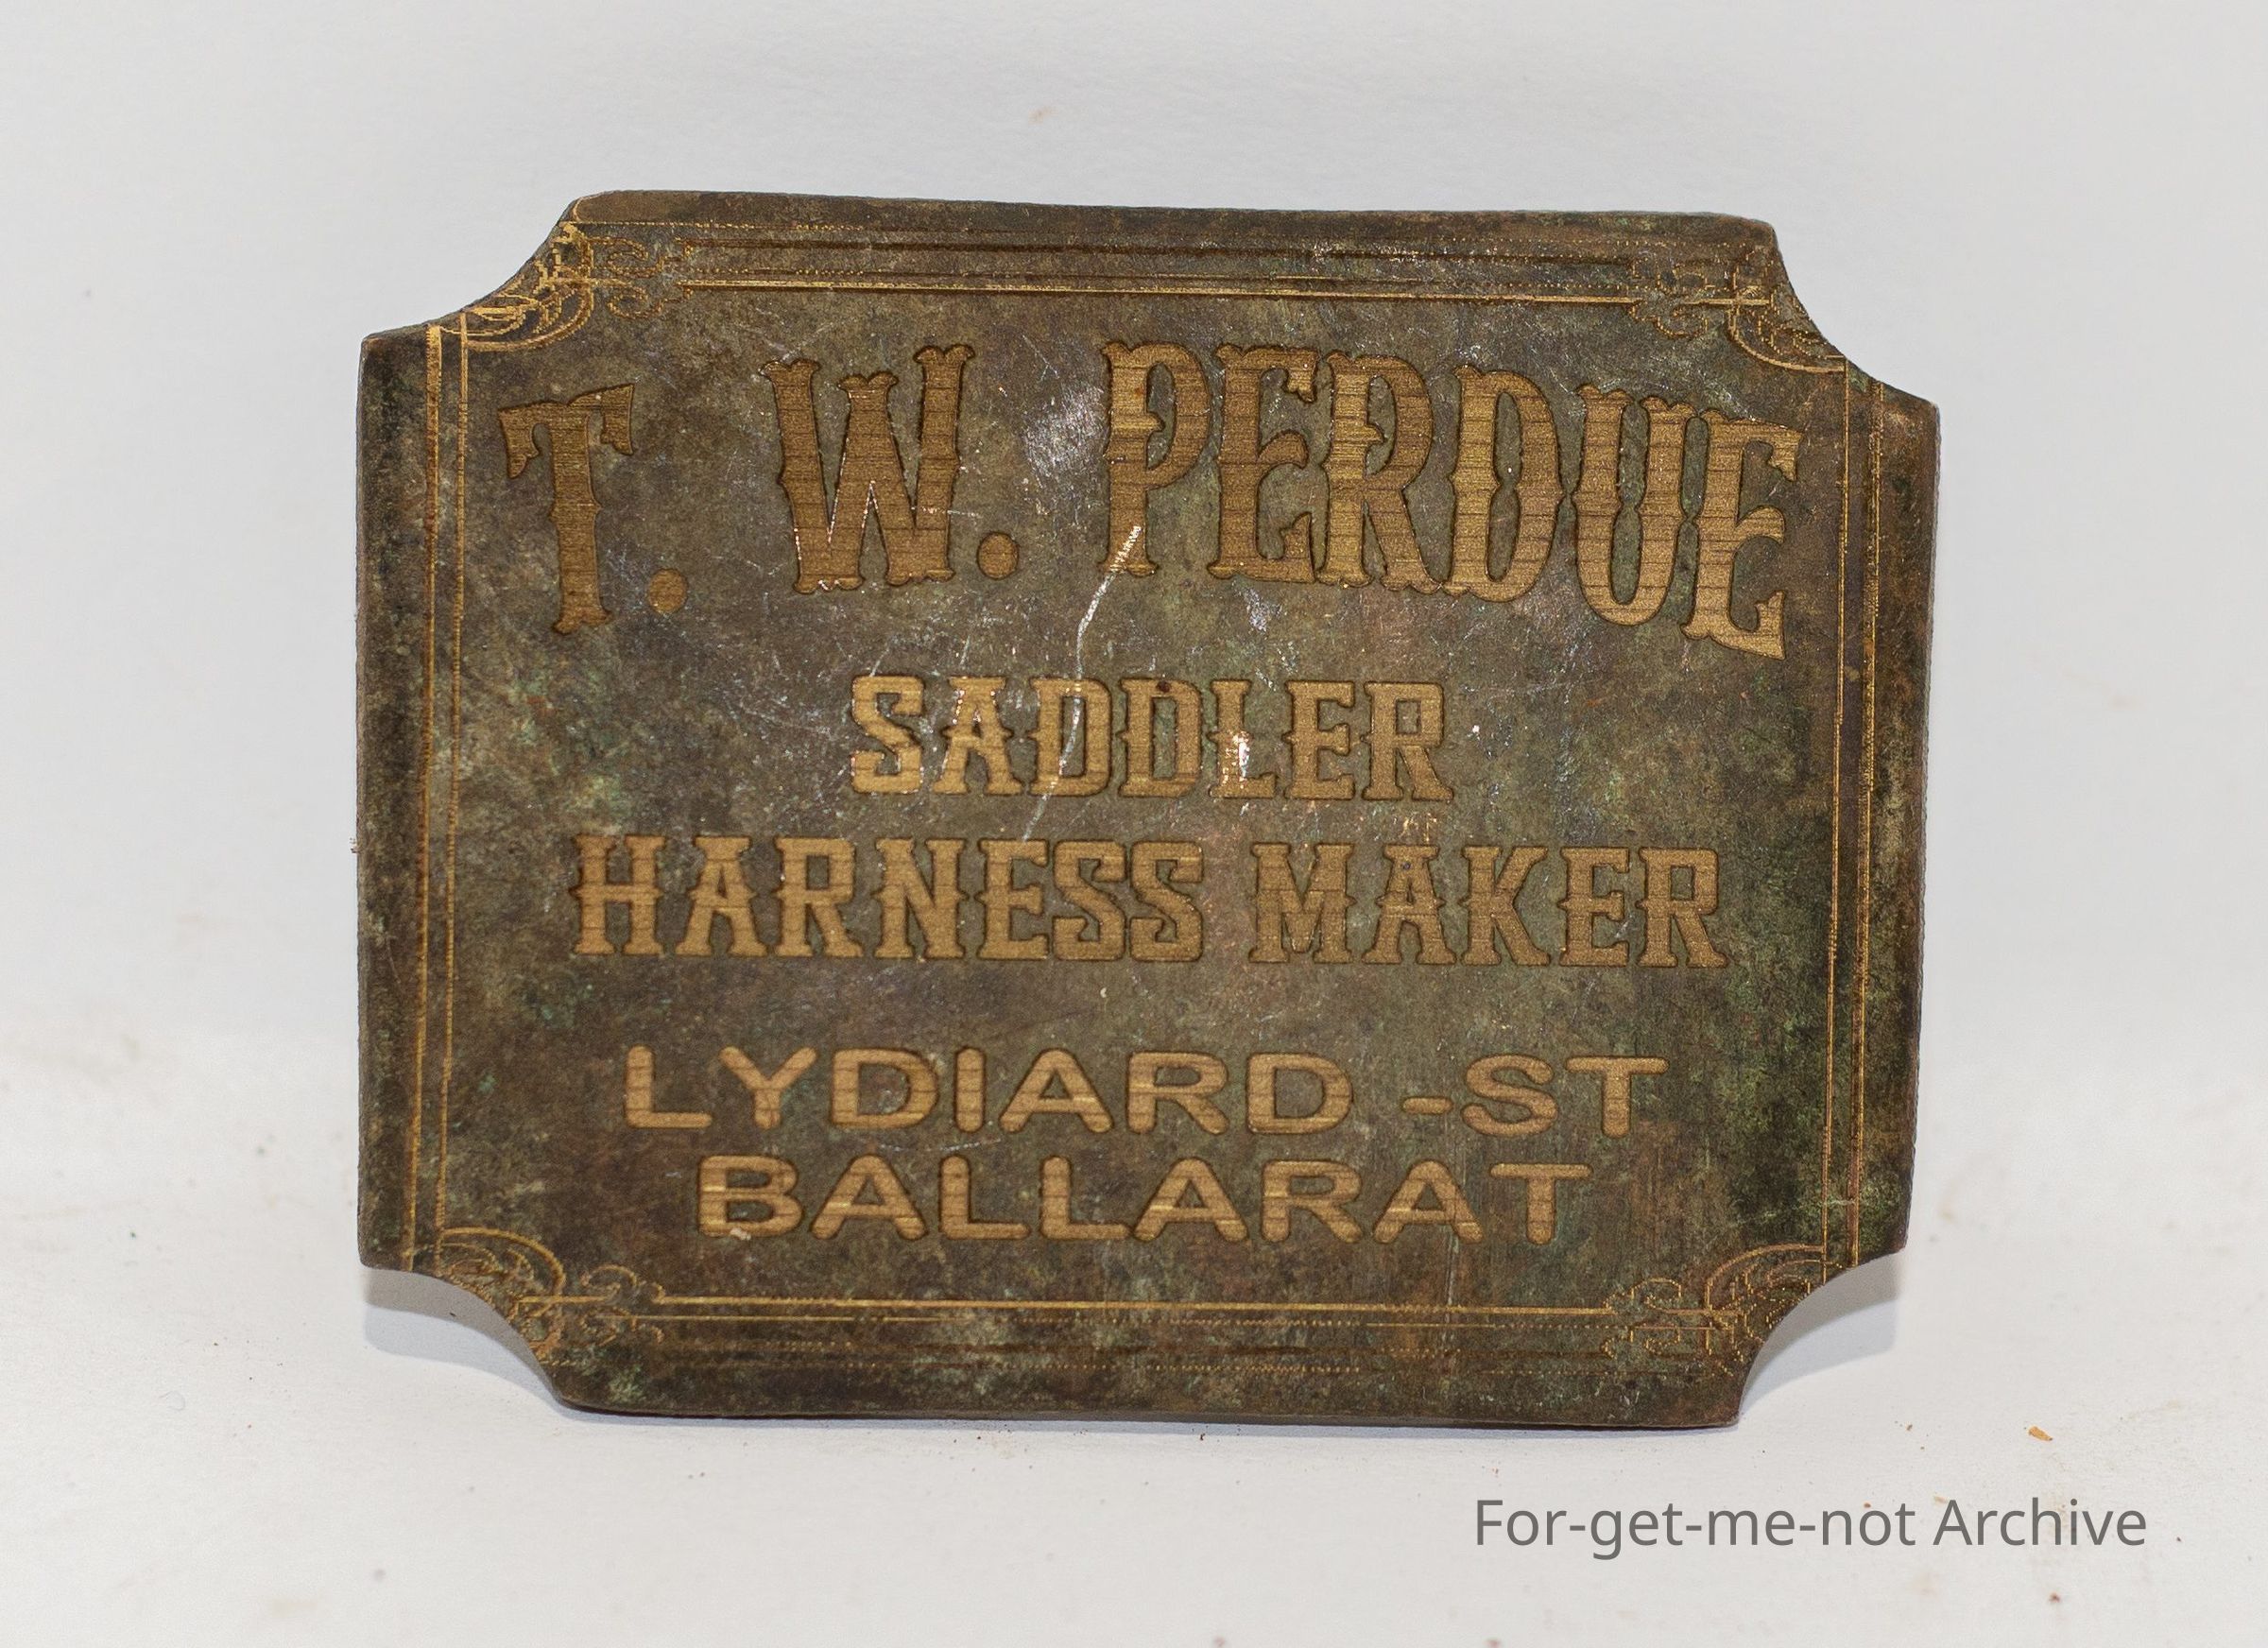 T. W. PERDUE
SADDLER
HARNESS MAKER
LYDIARD -ST
BALLARAT
For-get-me-not Archive